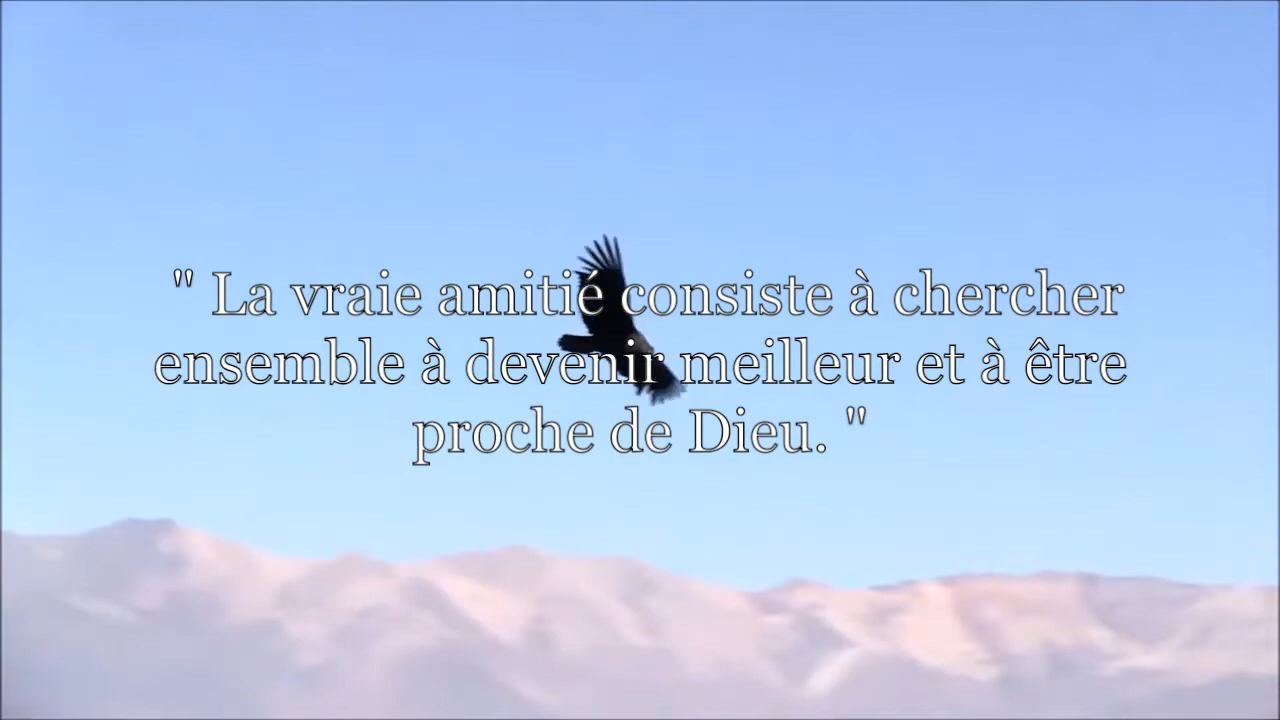 " La vraie amitié consiste à chercher
ensemble à devenir meilleur et à être
proche de Dieu. "